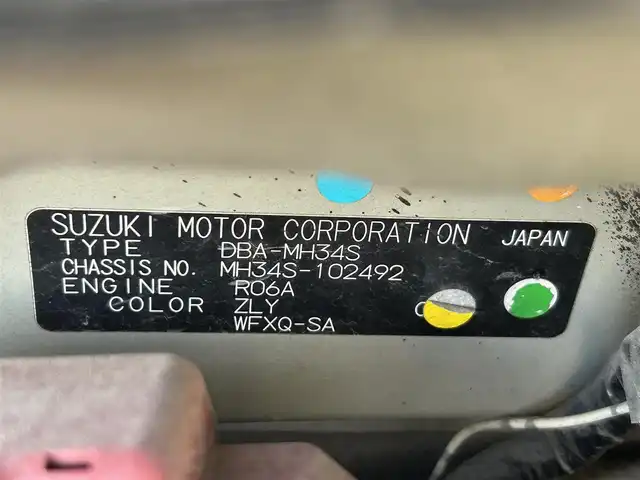 SUZUKI MOTOR CORPORATION JAPAN
TYPE DBA-MH34S
CHASSIS NO. MH34S-102492
ENGINE R06A
COLOR ZLY
WFXQ-SA